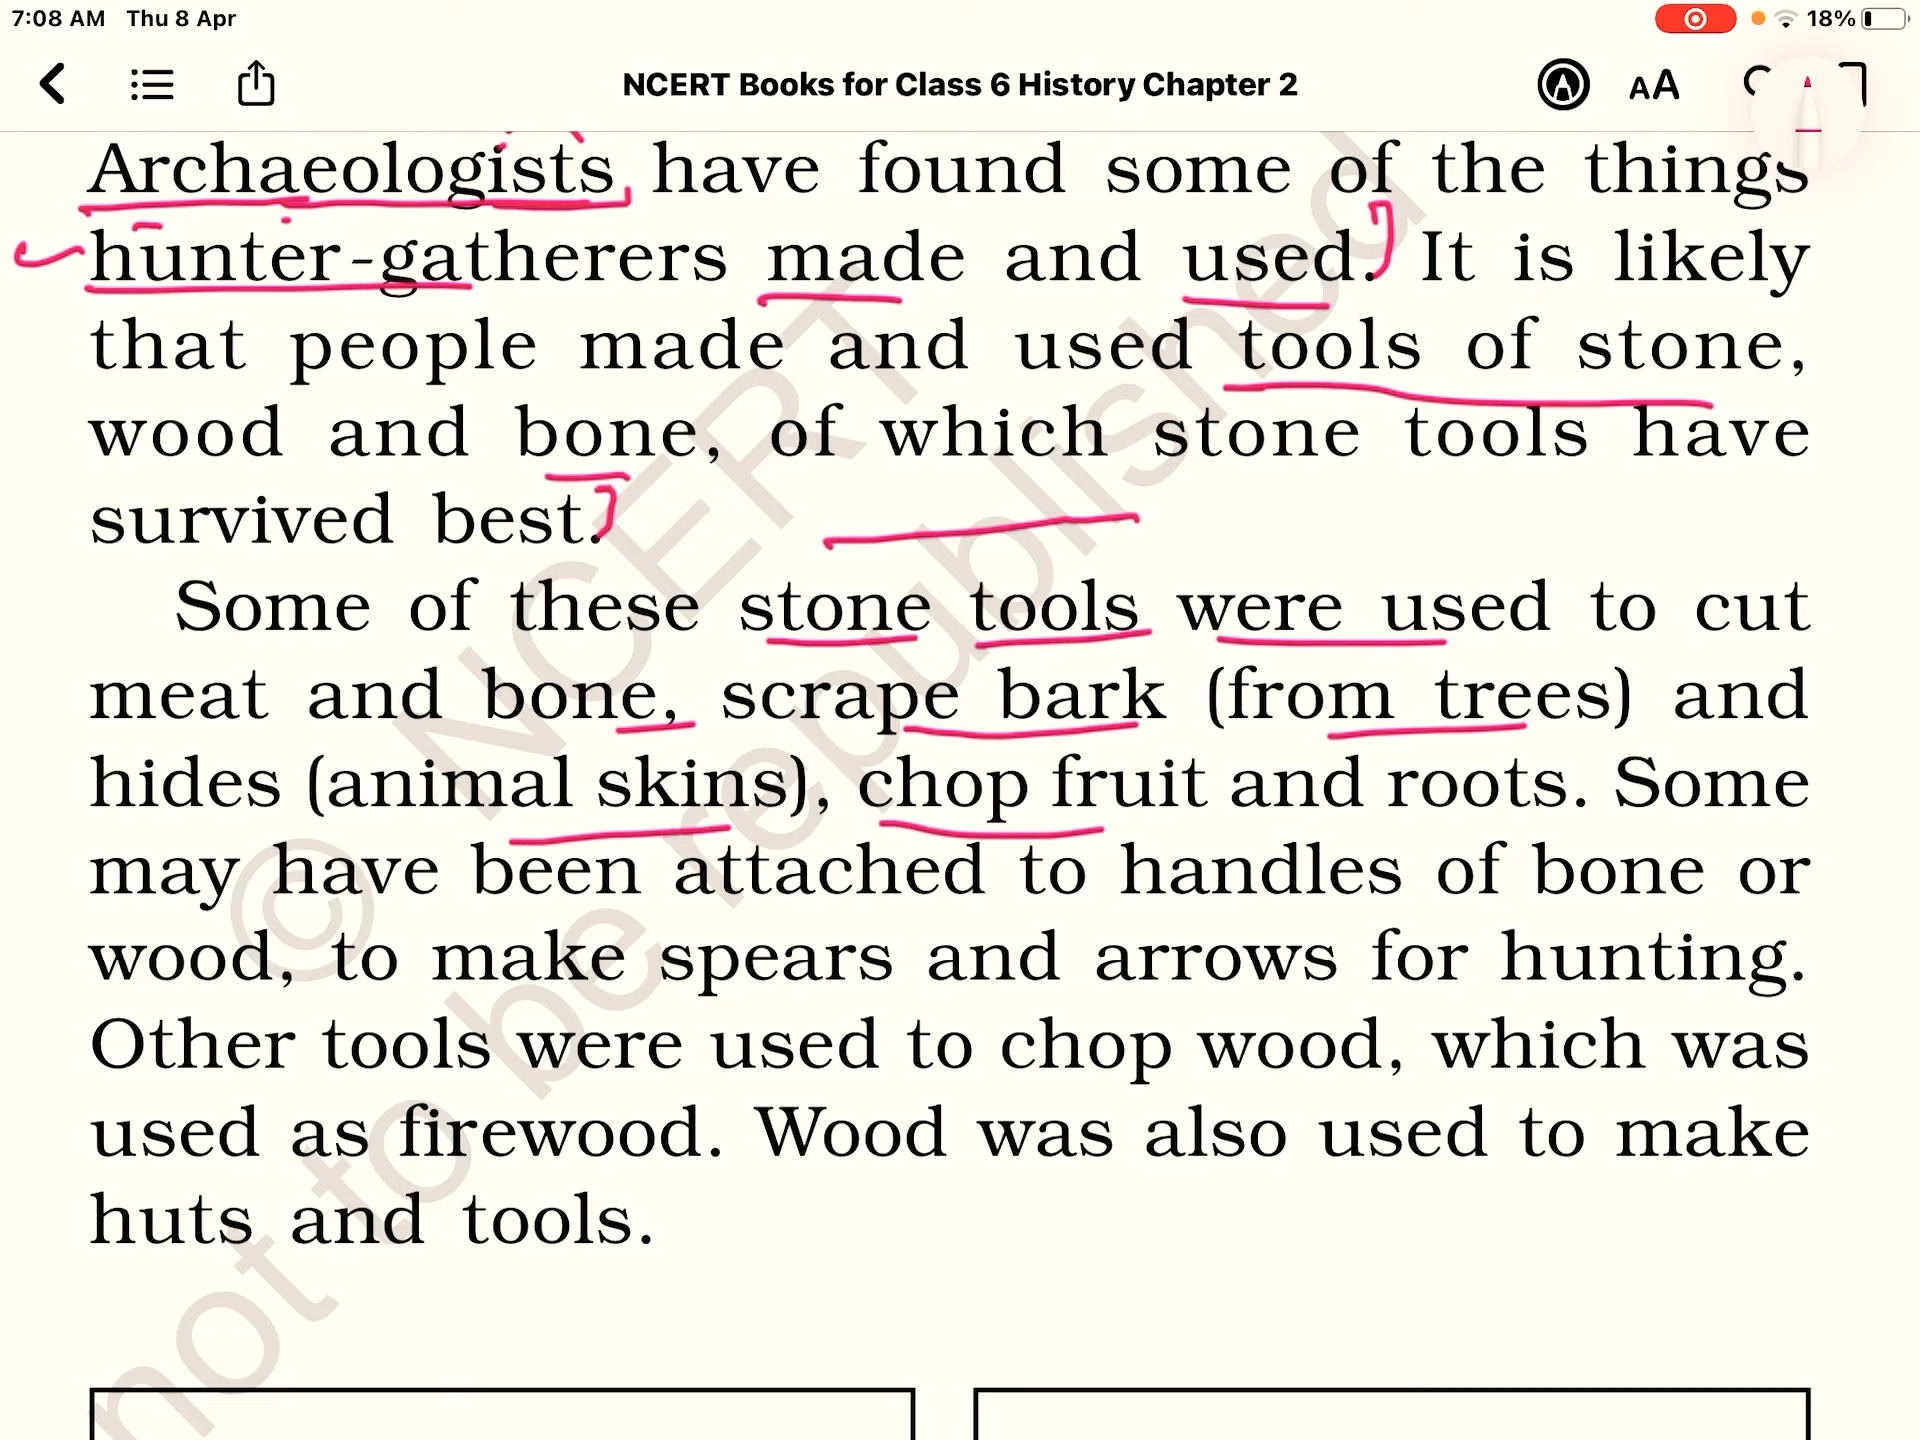 7:08 AM Thu 8 Apr
18%
NCERT Books for Class 6 History Chapter 2
AA
Archaeologists have found some of the things
hunter-gatherers made and used. It is likely
that people made and used tools of stone,
wood and bone, of which stone tools have
survived best.
Some of these stone tools were used to cut
meat and bone, scrape bark (from trees) and
hides (animal skins), chop fruit and roots. Some
may have been attached to handles of bone or
wood, to make spears and arrows for hunting.
Other tools were used to chop wood, which was
used as firewood. Wood was also used to make
huts and tools.
© NCERT
not to be republished